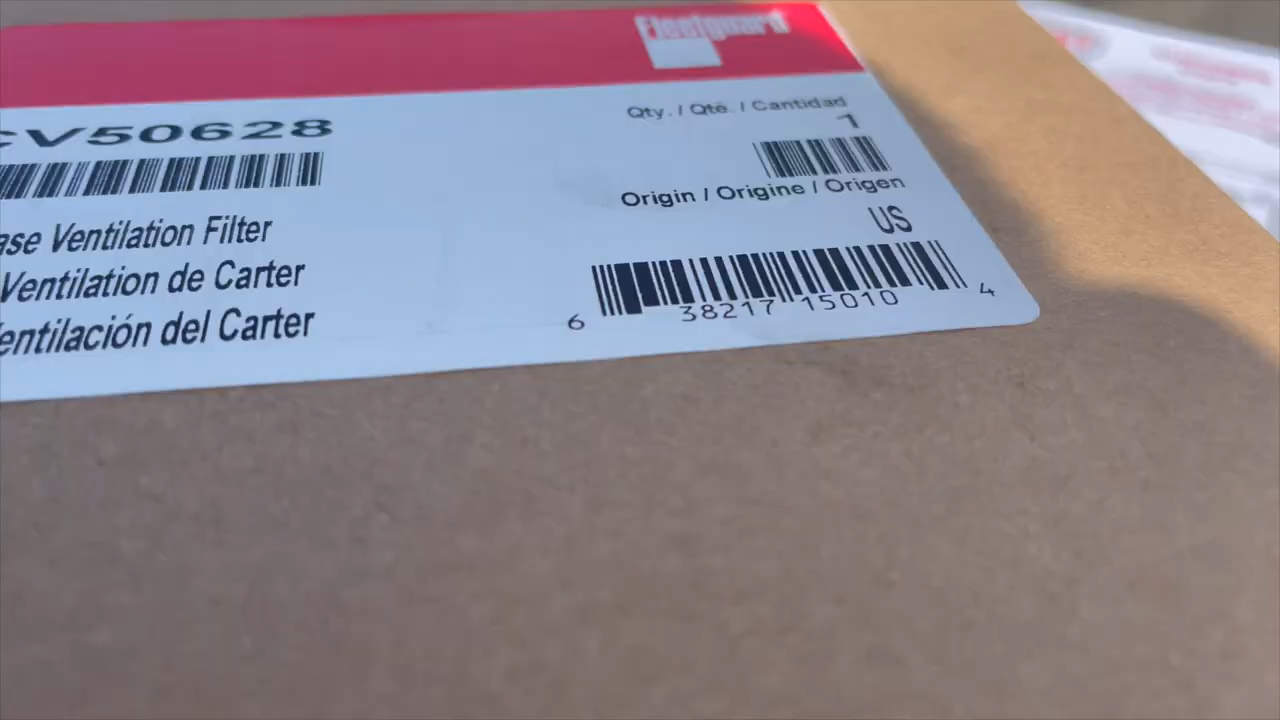 Fleetguard
CV50628
Qty. / Qté. / Cantidad
1
Origin / Origine / Origen
US
ase Ventilation Filter
Ventilation de Carter
entilación del Carter
6 38217 15010 4